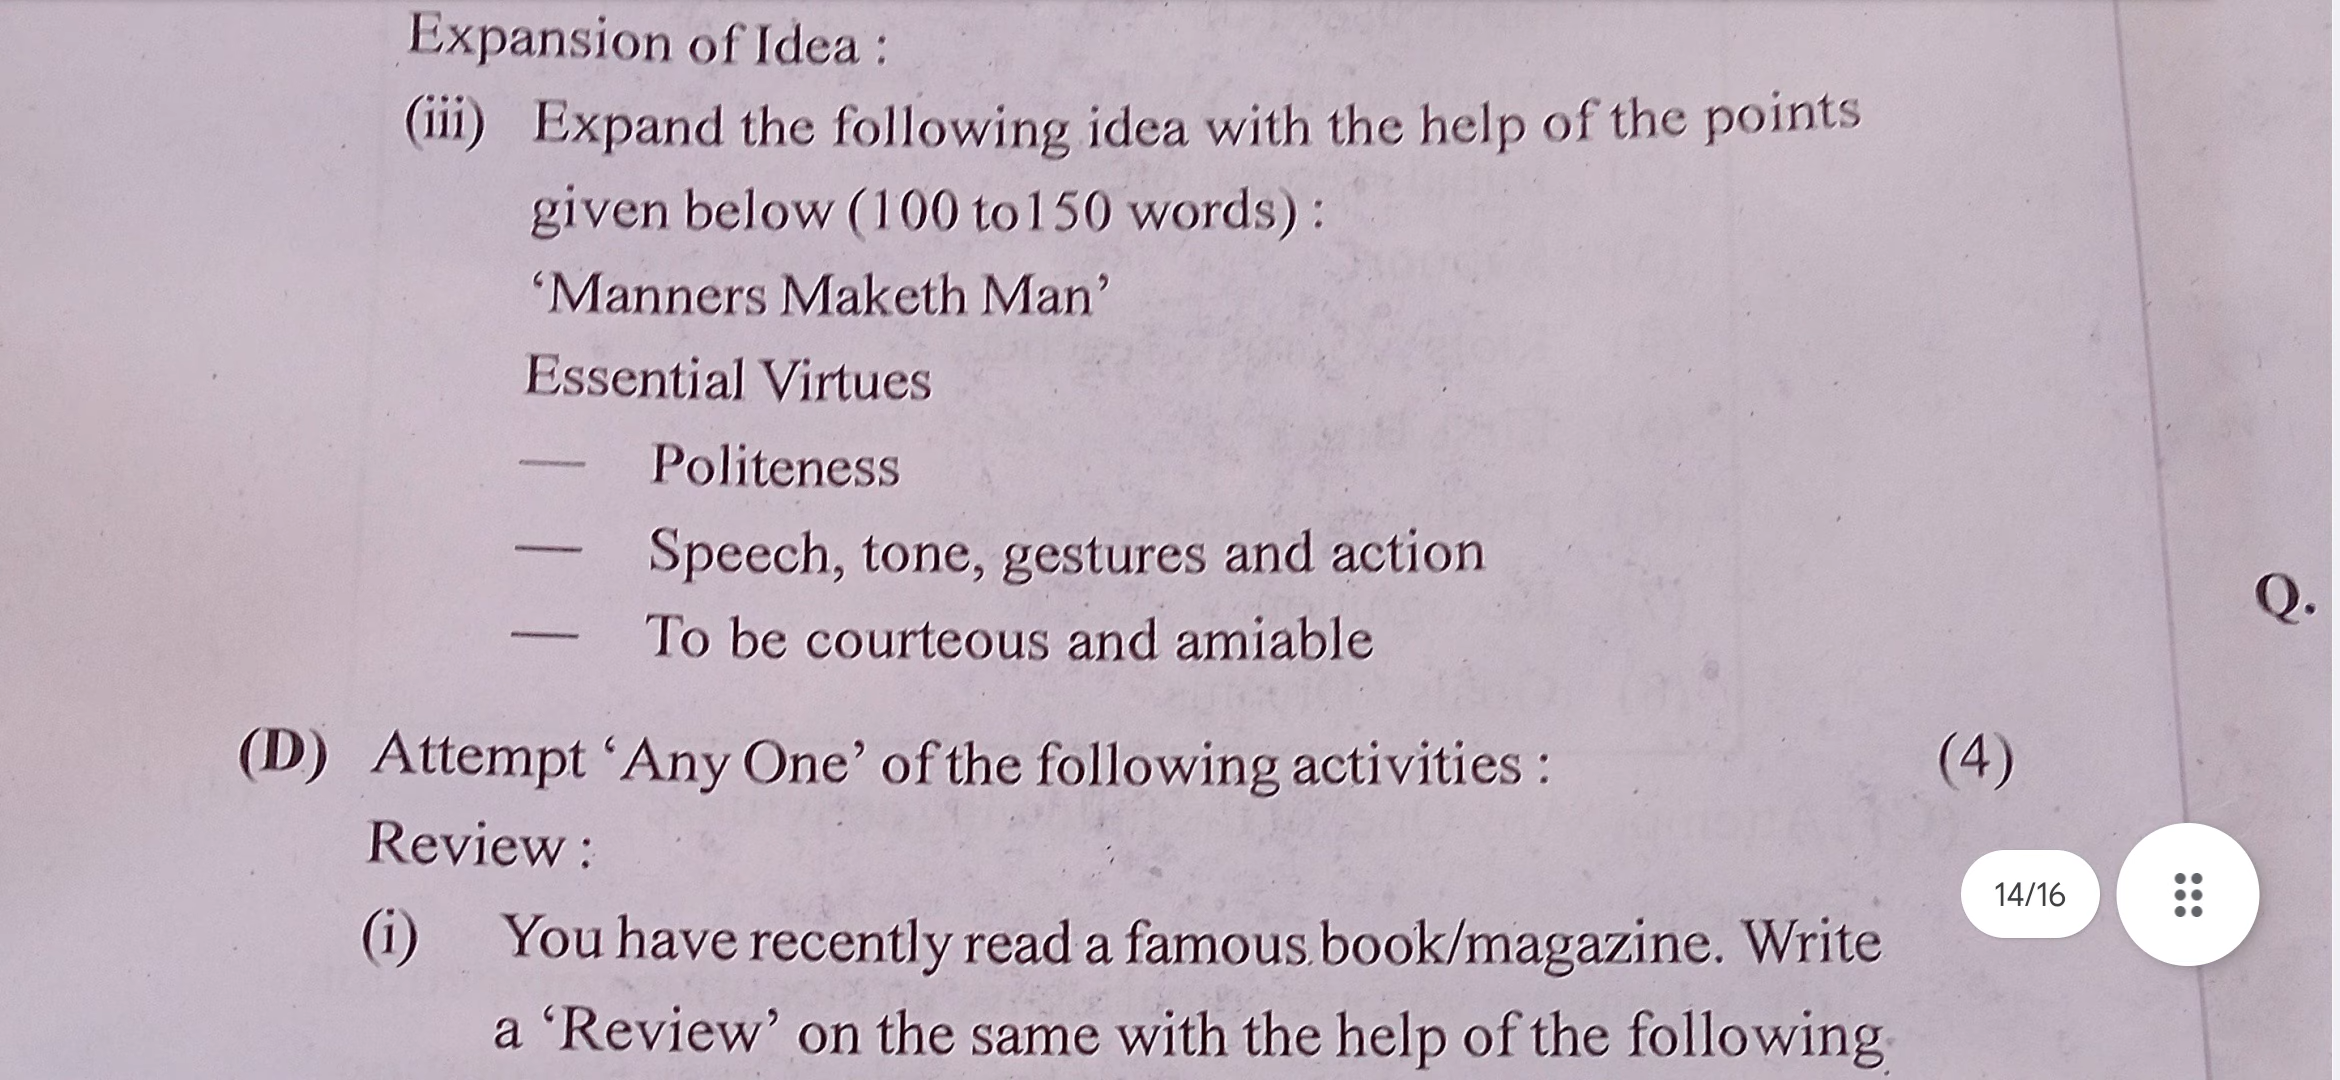 Expansion of Idea :
(iii) Expand the following idea with the help of the points
given below (100 to150 words) :
‘Manners Maketh Man’
Essential Virtues
— Politeness
— Speech, tone, gestures and action
— To be courteous and amiable
Q.
(D) Attempt ‘Any One’ of the following activities : (4)
Review :
(i) You have recently read a famous book/magazine. Write
a ‘Review’ on the same with the help of the following
14/16